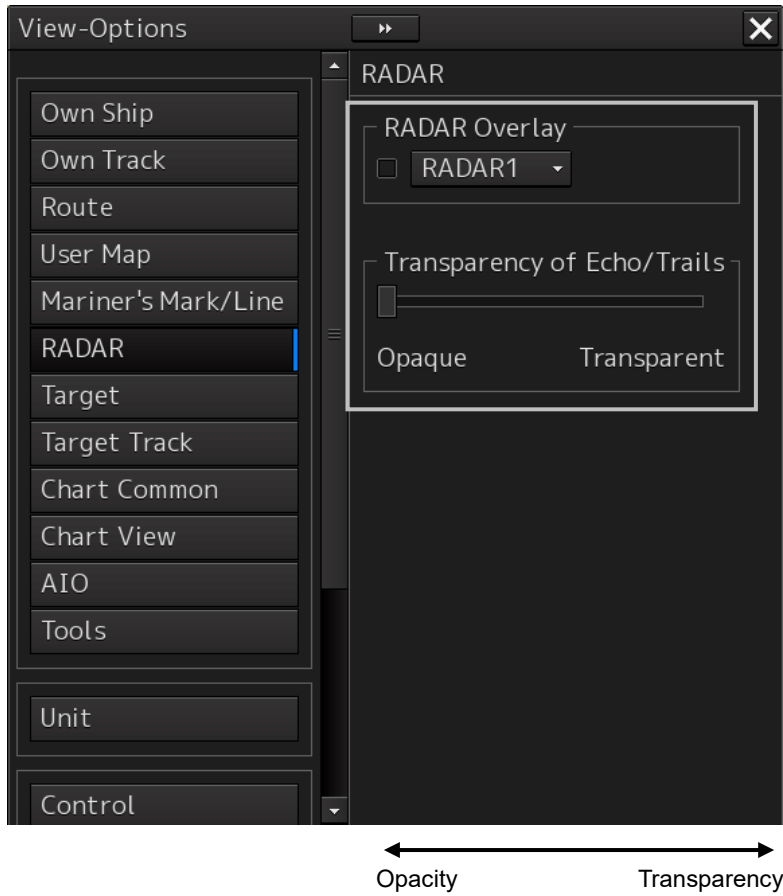 View-Options
RADAR
Own Ship
Own Track
Route
User Map
Mariner's Mark/Line
RADAR
Target
Target Track
Chart Common
Chart View
AIO
Tools
Unit
Control
RADAR Overlay
RADAR1
Transparency of Echo/Trails
Opaque Transparent
Opacity Transparency